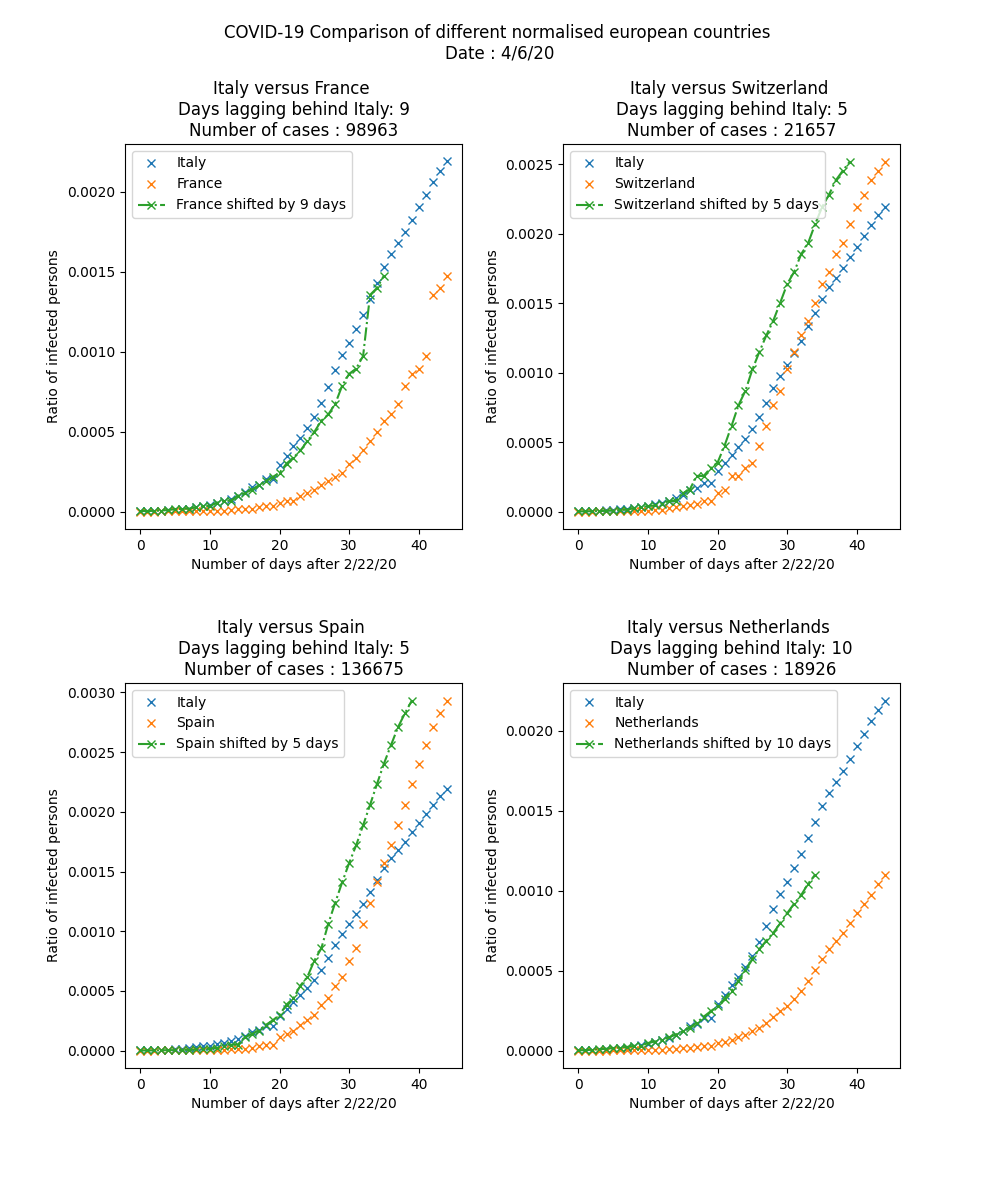 COVID-19 Comparison of different normalised european countries
Date : 4/6/20
Italy versus France
Days lagging behind Italy: 9
Number of cases : 98963
Italy
France
France shifted by 9 days
0.0020
0.0015
0.0010
0.0005
0.0000
Ratio of infected persons
0 10 20 30 40
Number of days after 2/22/20
Italy versus Switzerland
Days lagging behind Italy: 5
Number of cases : 21657
Italy
Switzerland
Switzerland shifted by 5 days
0.0025
0.0020
0.0015
0.0010
0.0005
0.0000
Ratio of infected persons
0 10 20 30 40
Number of days after 2/22/20
Italy versus Spain
Days lagging behind Italy: 5
Number of cases : 136675
Italy
Spain
Spain shifted by 5 days
0.0030
0.0025
0.0020
0.0015
0.0010
0.0005
0.0000
Ratio of infected persons
0 10 20 30 40
Number of days after 2/22/20
Italy versus Netherlands
Days lagging behind Italy: 10
Number of cases : 18926
Italy
Netherlands
Netherlands shifted by 10 days
0.0020
0.0015
0.0010
0.0005
0.0000
Ratio of infected persons
0 10 20 30 40
Number of days after 2/22/20